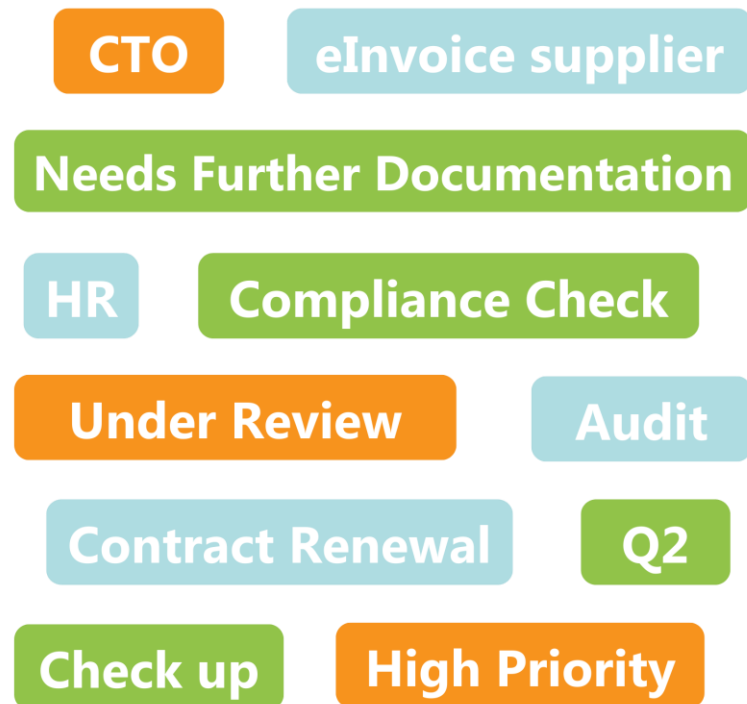 CTO
eInvoice supplier
Needs Further Documentation
HR
Compliance Check
Under Review
Audit
Contract Renewal
Q2
Check up
High Priority